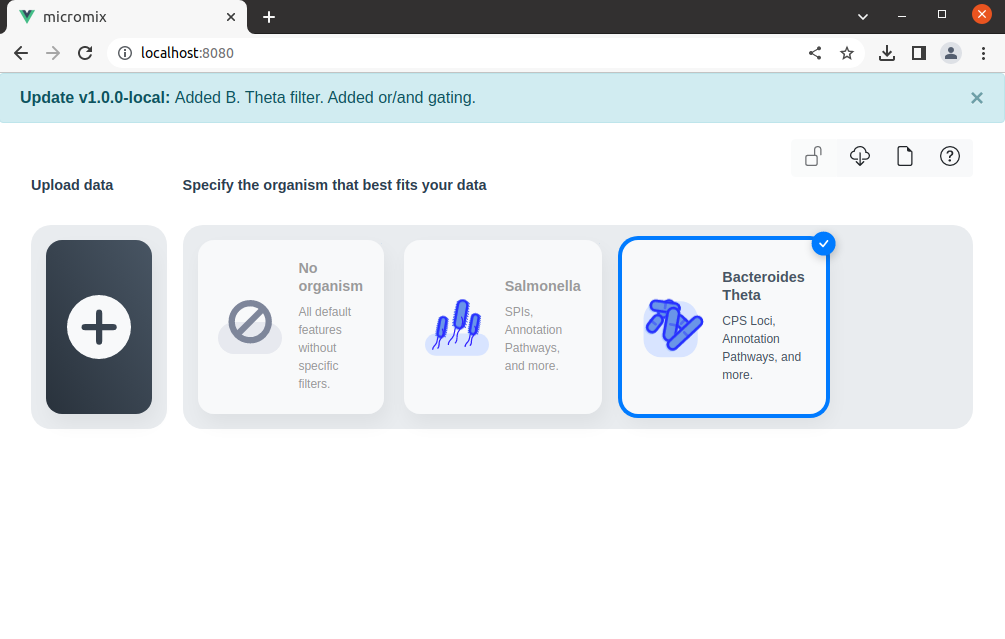 micromix
localhost:8080
Update v1.0.0-local: Added B. Theta filter. Added or/and gating.
Upload data
Specify the organism that best fits your data
No
organism
All default
features
without
specific
filters.
Salmonella
SPIs,
Annotation
Pathways,
and more.
Bacteroides
Theta
CPS Loci,
Annotation
Pathways, and
more.